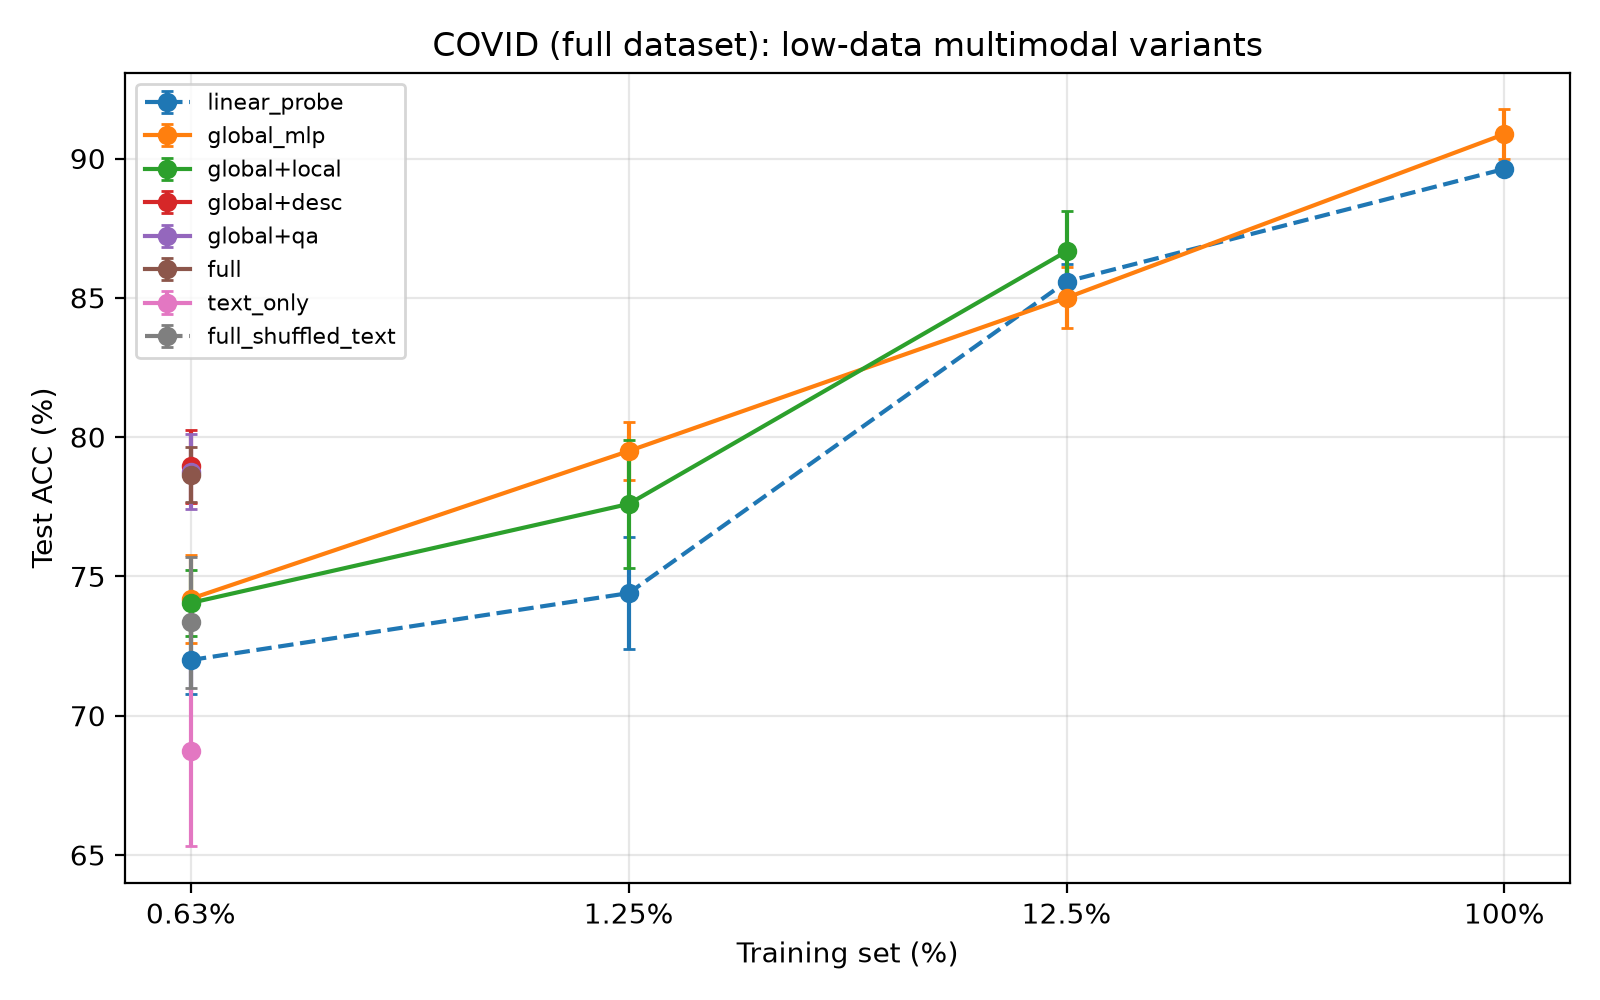 COVID (full dataset): low-data multimodal variants
linear_probe
global_mlp
global+local
global+desc
global+qa
full
text_only
full_shuffled_text
Test ACC (%)
90
85
80
75
70
65
0.63% 1.25% 12.5% 100%
Training set (%)